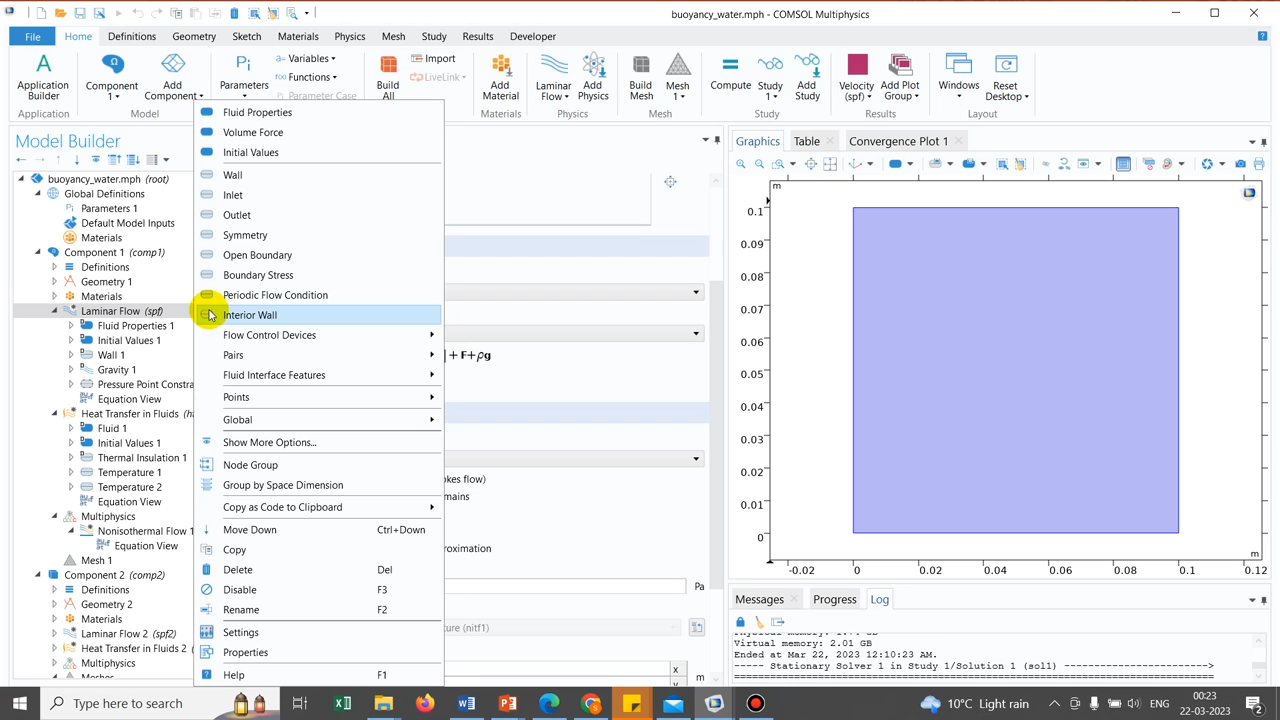 buoyancy_water.mph - COMSOL Multiphysics
File
Home
Definitions
Geometry
Sketch
Materials
Physics
Mesh
Study
Results
Developer
Application Builder
Component 1
Add Component
Pi
Parameters
a= Variables
f(x) Functions
Parameter Case
Build All
Import
LiveLink
Add Material
Laminar Flow
Add Physics
Build Mesh
Mesh 1
Compute
Study 1
Add Study
Velocity (spf)
Add Plot Group
Windows
Reset Desktop
Application
Model
Materials
Physics
Mesh
Study
Results
Layout
Model Builder
buoyancy_water.mph (root)
Global Definitions
Pi Parameters 1
Default Model Inputs
Materials
Component 1 (comp1)
Definitions
Geometry 1
Materials
Laminar Flow (spf)
Fluid Properties 1
Initial Values 1
Wall 1
Gravity 1
Pressure Point Constra
Equation View
Heat Transfer in Fluids (h
Fluid 1
Initial Values 1
Thermal Insulation 1
Temperature 1
Temperature 2
Equation View
Multiphysics
Nonisothermal Flow 1
Equation View
Mesh 1
Component 2 (comp2)
Definitions
Geometry 2
Materials
Laminar Flow 2 (spf2)
Heat Transfer in Fluids 2
Multiphysics
Fluid Properties
Volume Force
Initial Values
Wall
Inlet
Outlet
Symmetry
Open Boundary
Boundary Stress
Periodic Flow Condition
Interior Wall
Flow Control Devices
Pairs
Fluid Interface Features
Points
Global
Show More Options...
Node Group
Group by Space Dimension
Copy as Code to Clipboard
Move Down Ctrl+Down
Copy
Delete Del
Disable F3
Rename F2
Settings
Properties
Help F1
] + F+ρg
okes flow)
mains
oximation
Pa
ture (nitf1)
x
m
Graphics
Table
Convergence Plot 1
m
0.1
0.09
0.08
0.07
0.06
0.05
0.04
0.03
0.02
0.01
0
m
-0.02 0 0.02 0.04 0.06 0.08 0.1 0.12
Messages
Progress
Log
Virtual memory: 2.01 GB
Ended at Mar 22, 2023 12:10:23 AM.
----- Stationary Solver 1 in Study 1/Solution 1 (sol1) ---------------------->
Type here to search
10°C Light rain
ENG
00:23
22-03-2023
2